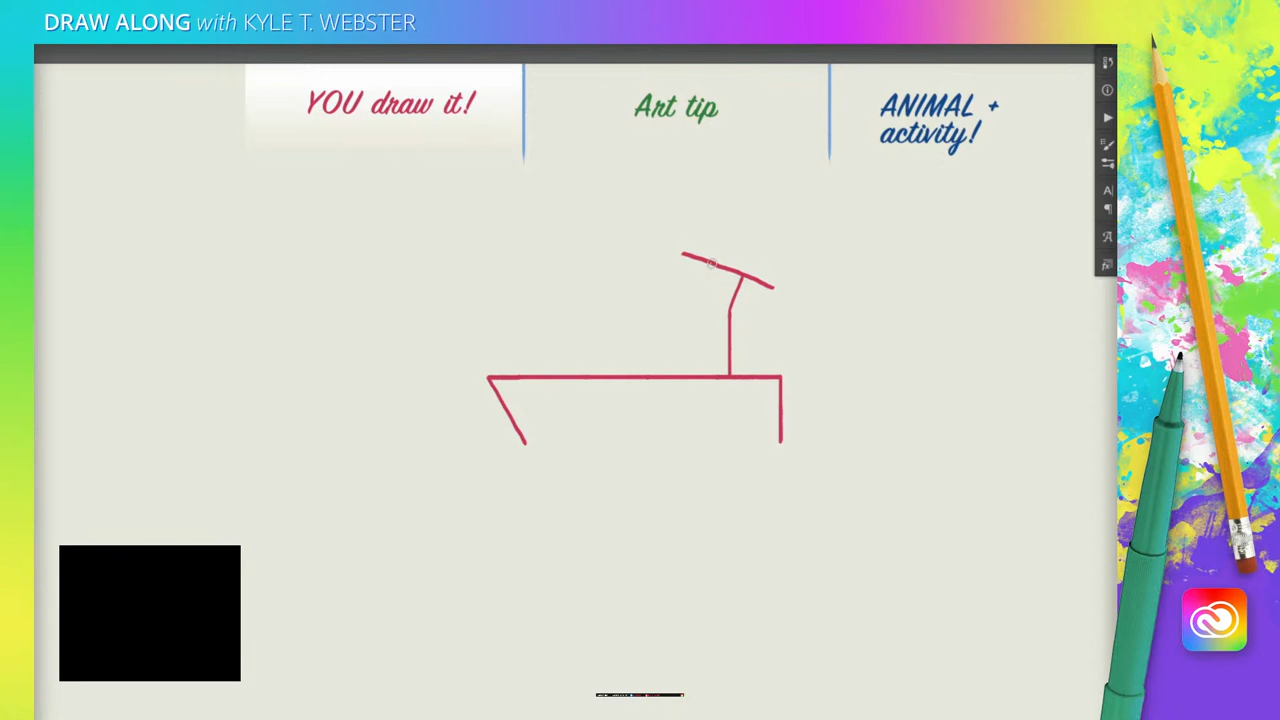 DRAW ALONG with KYLE T. WEBSTER
YOU draw it!
Art tip
ANIMAL +
activity!